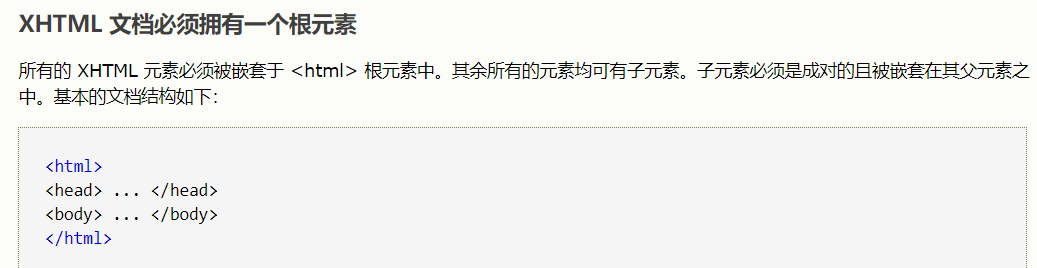 XHTML 文档必须拥有一个根元素
所有的 XHTML 元素必须被嵌套于 <html> 根元素中。其余所有的元素均可有子元素。子元素必须是成对的且被嵌套在其父元素之
中。基本的文档结构如下：
<html>
<head> ... </head>
<body> ... </body>
</html>